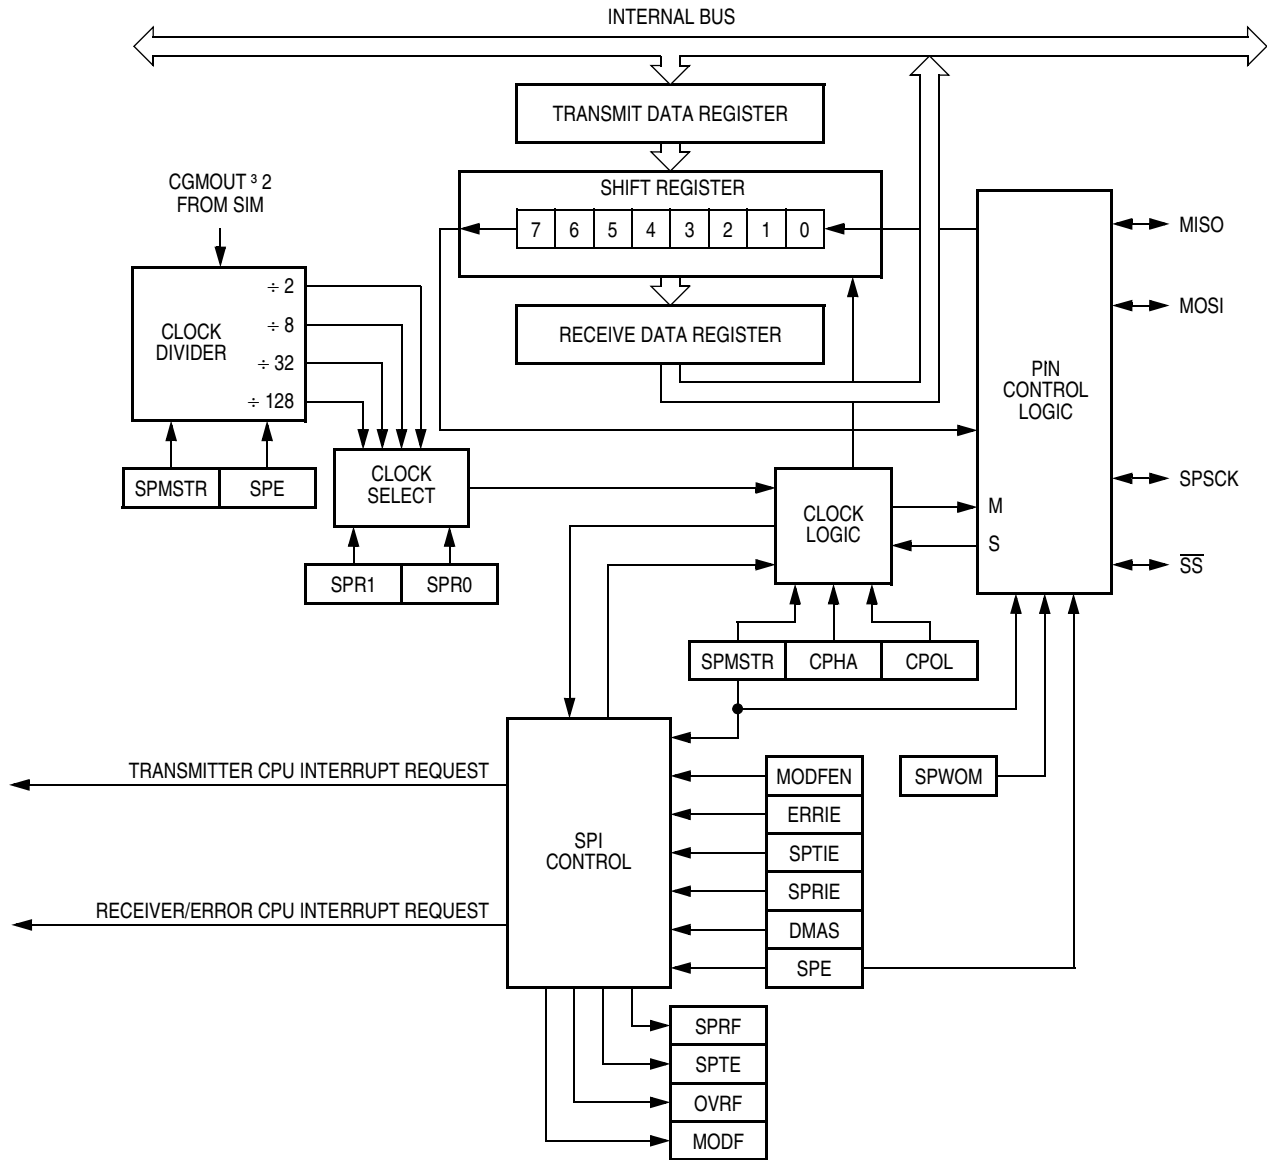 INTERNAL BUS
TRANSMIT DATA REGISTER
SHIFT REGISTER
7 6 5 4 3 2 1 0
RECEIVE DATA REGISTER
CGMOUT ³ 2
FROM SIM
CLOCK
DIVIDER
÷ 2
÷ 8
÷ 32
÷ 128
SPMSTR SPE
CLOCK
SELECT
SPR1 SPR0
PIN
CONTROL
LOGIC
MISO
MOSI
SPSCK
S̅S̅
M
S
CLOCK
LOGIC
SPMSTR CPHA CPOL
TRANSMITTER CPU INTERRUPT REQUEST
RECEIVER/ERROR CPU INTERRUPT REQUEST
SPI
CONTROL
MODFEN
ERRIE
SPTIE
SPRIE
DMAS
SPE
SPWOM
SPRF
SPTE
OVRF
MODF